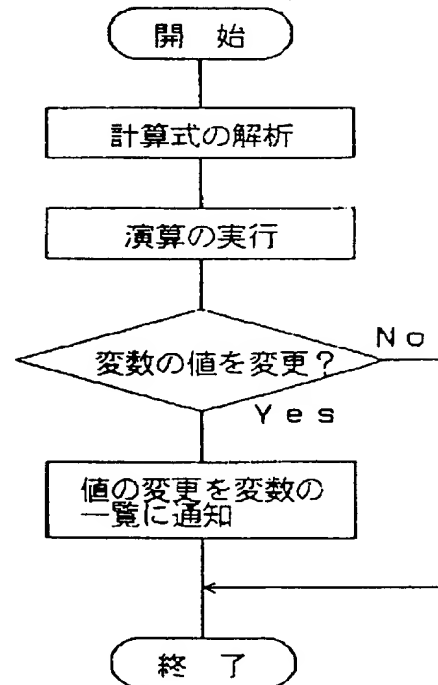 開　始
計算式の解析
演算の実行
変数の値を変更？
No
Yes
値の変更を変数の
一覧に通知
終　了